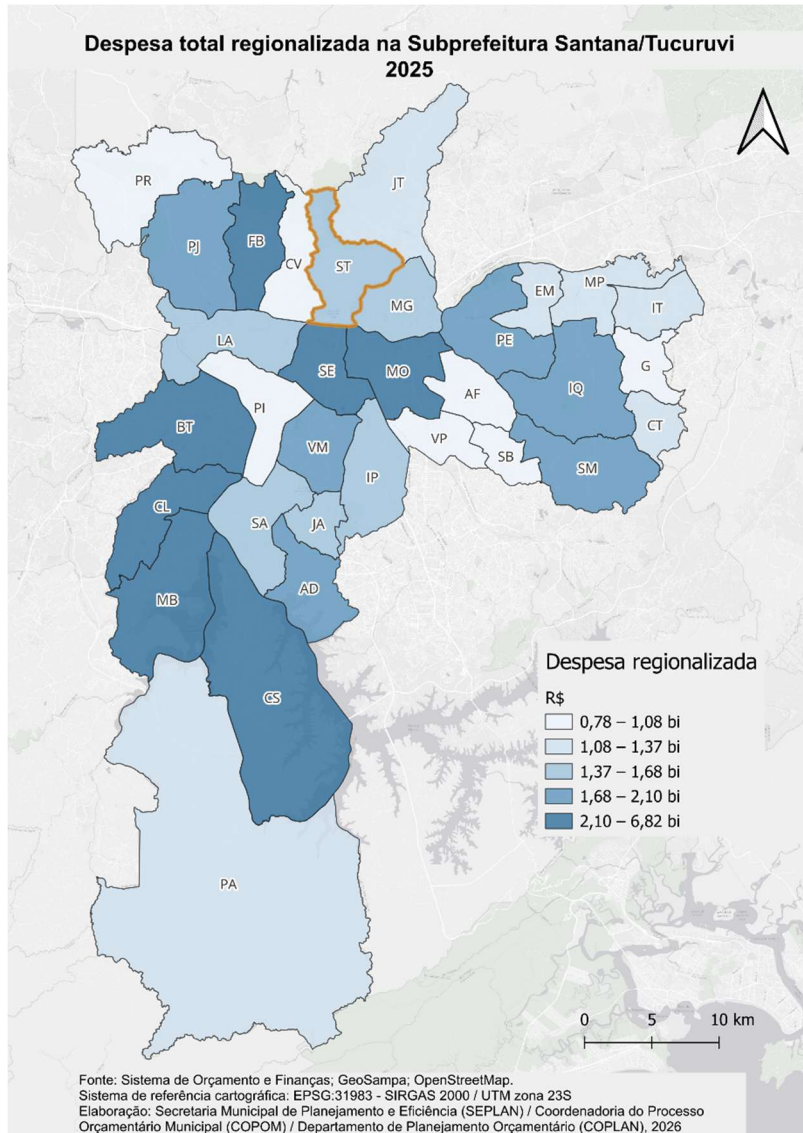 Despesa total regionalizada na Subprefeitura Santana/Tucuruvi
2025
PR
JT
PJ
FB
CV
ST
MG
EM
MP
IT
LA
PE
SE
MO
G
IQ
AF
PI
BT
CT
VP
VM
SB
SM
IP
CL
SA
JA
AD
MB
CS
PA
Despesa regionalizada
R$
0,78 – 1,08 bi
1,08 – 1,37 bi
1,37 – 1,68 bi
1,68 – 2,10 bi
2,10 – 6,82 bi
0 5 10 km
Fonte: Sistema de Orçamento e Finanças; GeoSampa; OpenStreetMap.
Sistema de referência cartográfica: EPSG:31983 - SIRGAS 2000 / UTM zona 23S
Elaboração: Secretaria Municipal de Planejamento e Eficiência (SEPLAN) / Coordenadoria do Processo
Orçamentário Municipal (COPOM) / Departamento de Planejamento Orçamentário (COPLAN), 2026